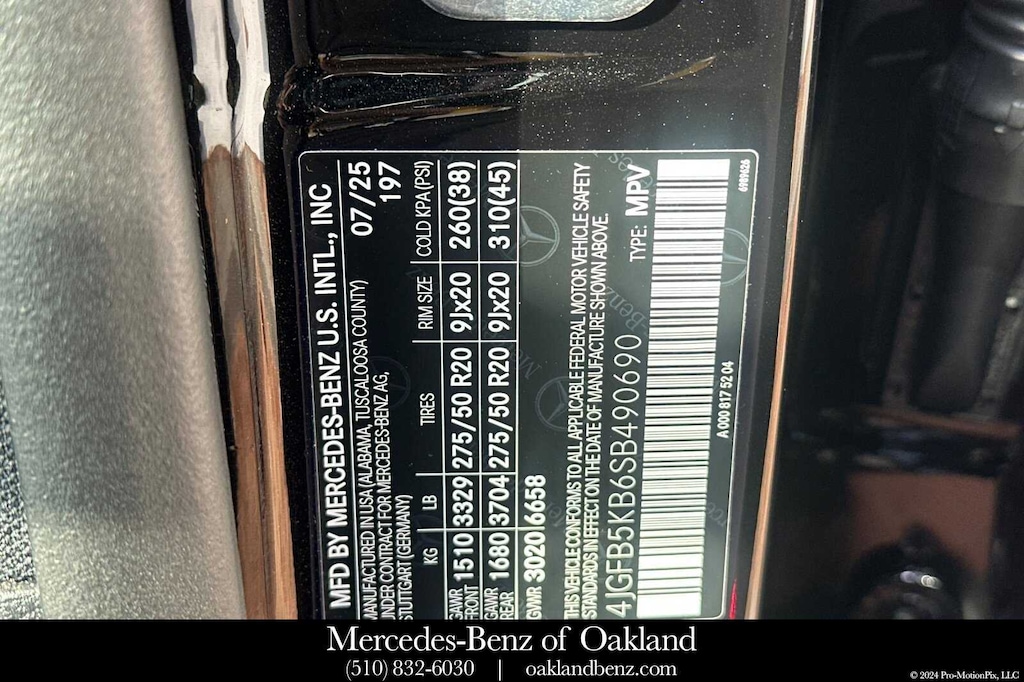 MFD BY MERCEDES-BENZ U.S. INTL., INC
MANUFACTURED IN USA (ALABAMA, TUSCALOOSA COUNTY)
UNDER CONTRACT FOR MERCEDES-BENZ AG,
STUTTGART (GERMANY)
07/25
197
KG LB TIRES RIM SIZE COLD KPA (PSI)
GAWR FRONT 1510 3329 275/50 R20 9Jx20 260(38)
GAWR REAR 1680 3704 275/50 R20 9Jx20 310(45)
GVWR 3020 6658
THIS VEHICLE CONFORMS TO ALL APPLICABLE FEDERAL MOTOR VEHICLE SAFETY
STANDARDS IN EFFECT ON THE DATE OF MANUFACTURE SHOWN ABOVE.
4JGFB5KB6SB490690 TYPE: MPV
A 000 817 52 04
6989626
Mercedes-Benz of Oakland
(510) 832-6030 | oaklandbenz.com
© 2024 Pro-MotionPix, LLC